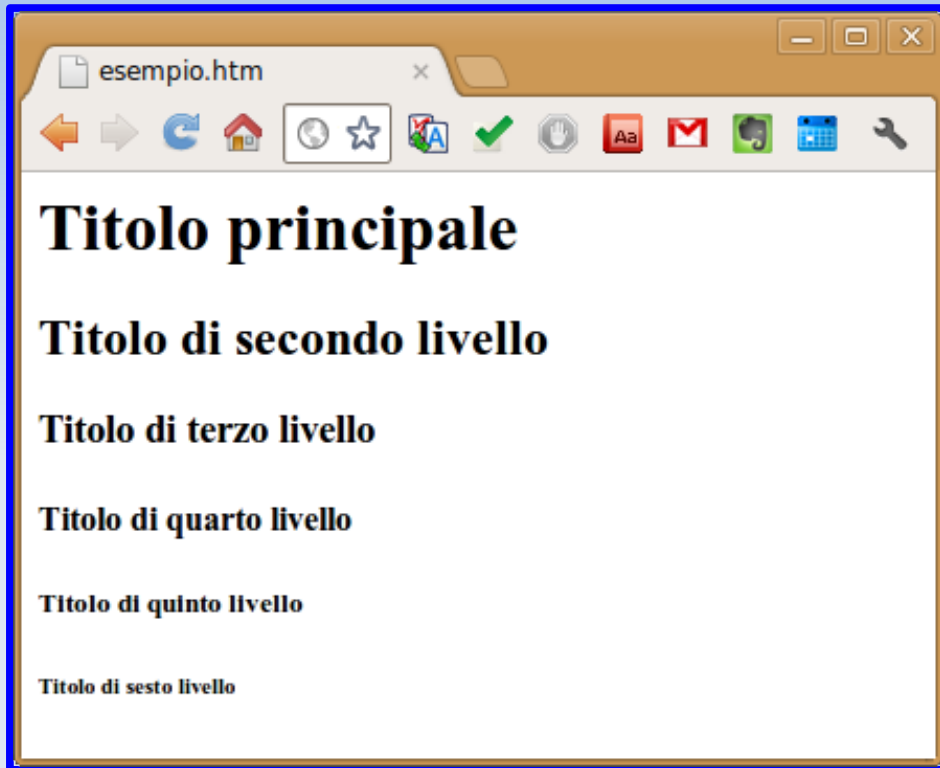 esempio.htm
Aa
Titolo principale
Titolo di secondo livello
Titolo di terzo livello
Titolo di quarto livello
Titolo di quinto livello
Titolo di sesto livello